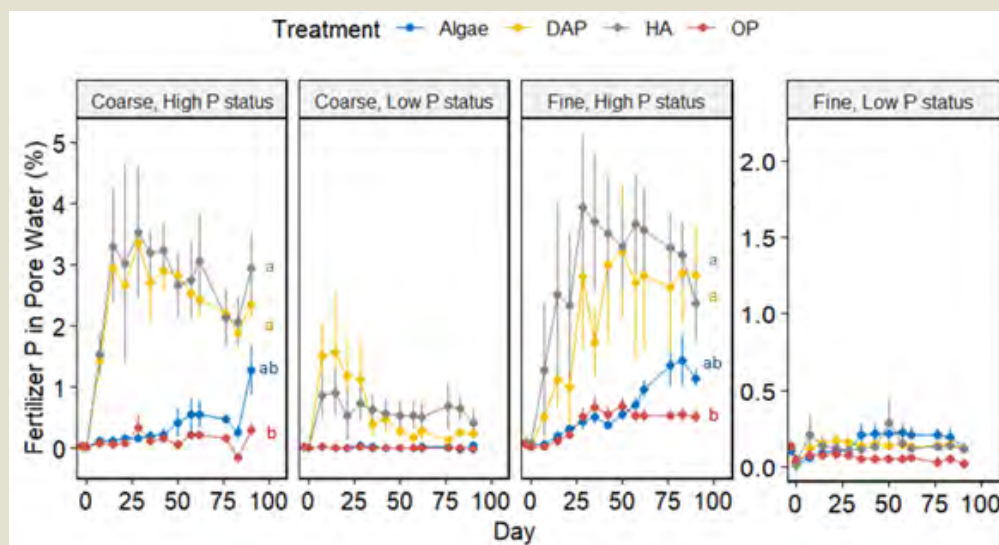 Treatment Algae DAP HA OP
Coarse, High P status Coarse, Low P status Fine, High P status Fine, Low P status
Fertilizer P in Pore Water (%)
5
4
3
2
1
0
2.0
1.5
1.0
0.5
0.0
a
a
ab
b
a
a
ab
b
0 25 50 75 100 0 25 50 75 100 0 25 50 75 100 0 25 50 75 100
Day